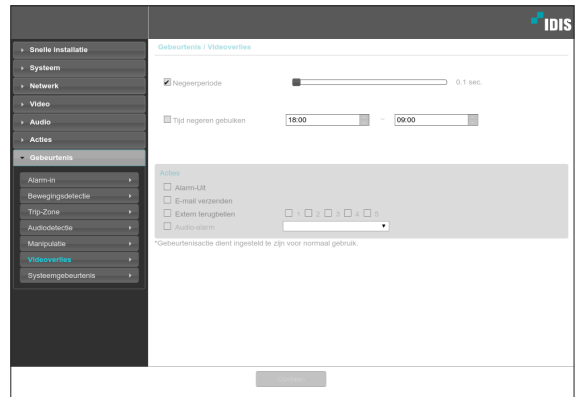 IDIS
Snelle installatie
Systeem
Netwerk
Video
Audio
Acties
Gebeurtenis
Alarm-in
Bewegingsdetectie
Trip-Zone
Audiodetectie
Manipulatie
Videoverlies
Systeemgebeurtenis
Gebeurtenis / Videoverlies
Negeerperiode 0.1 sec.
Tijd negeren gebuiken 18:00 ~ 09:00
Acties
Alarm-Uit
E-mail verzenden
Extern terugbellen 1 2 3 4 5
Audio-alarm
*Gebeurtenisactie dient ingesteld te zijn voor normaal gebruik.